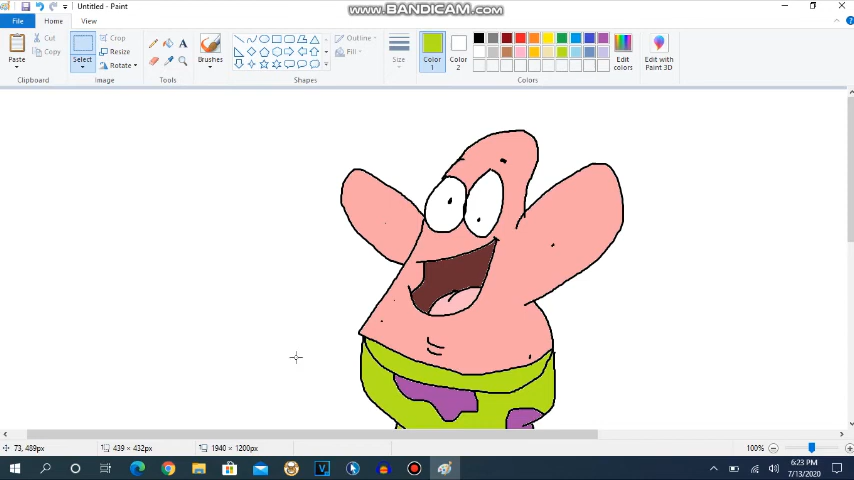 Untitled - Paint
www.BANDICAM.com
File Home View
Paste
Cut
Copy
Clipboard
Select
Crop
Resize
Rotate
Image
Tools
Brushes
Outline
Fill
Shapes
Size
Color 1
Color 2
Edit colors
Colors
Edit with Paint 3D
73, 489px
439 × 432px
1940 × 1200px
100%
6:23 PM
7/13/2020